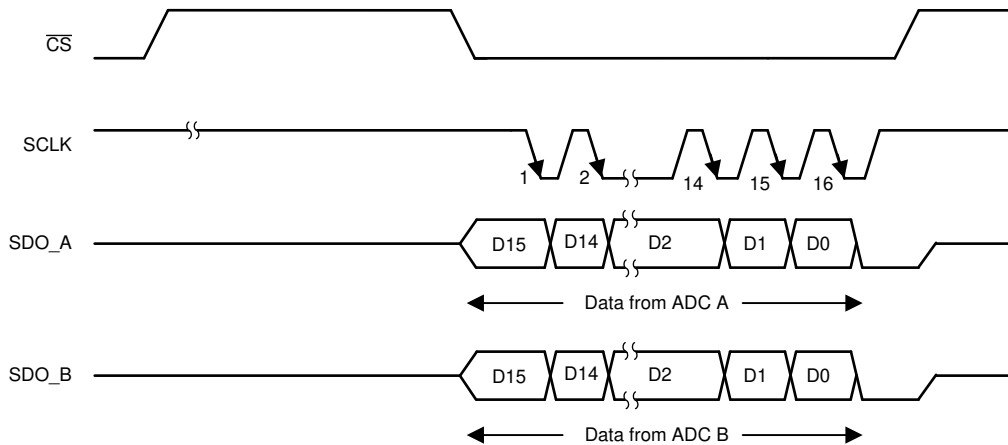 C̅S̅
SCLK
1 2 14 15 16
SDO_A
D15 D14 D2 D1 D0
Data from ADC A
SDO_B
D15 D14 D2 D1 D0
Data from ADC B